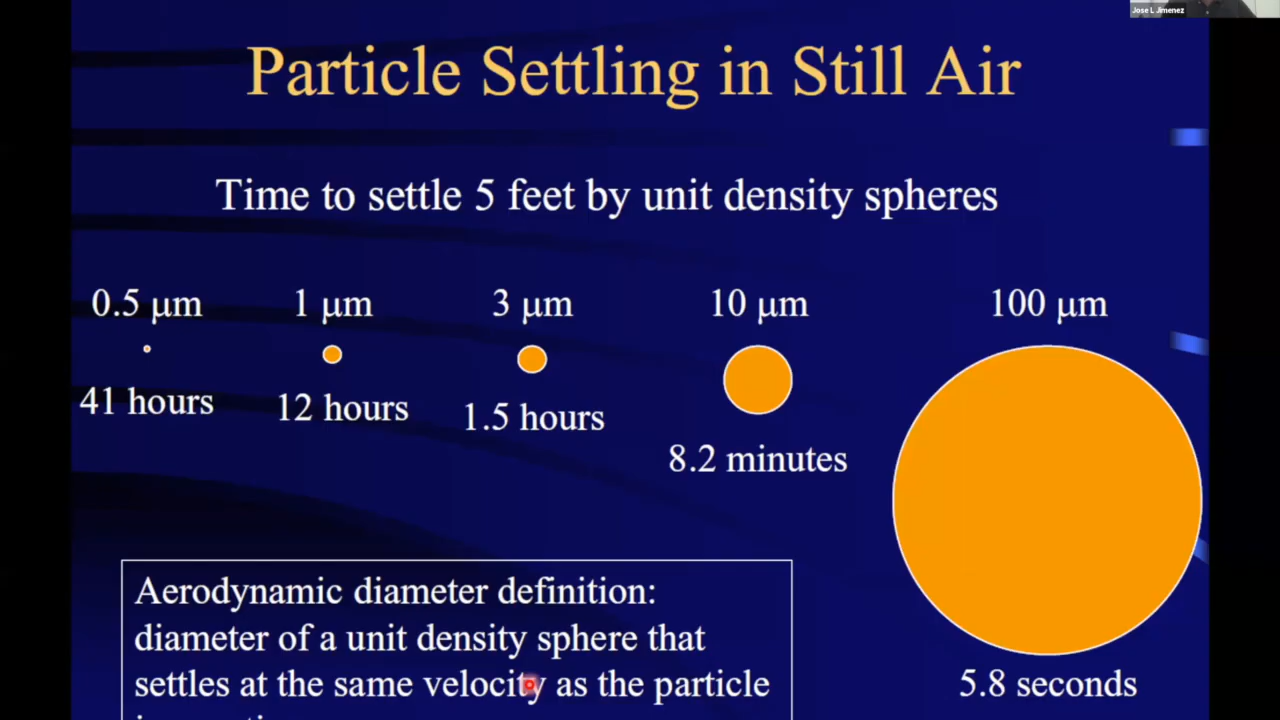 Jose L Jimenez
Particle Settling in Still Air
Time to settle 5 feet by unit density spheres
0.5 μm
1 μm
3 μm
10 μm
100 μm
41 hours
12 hours
1.5 hours
8.2 minutes
5.8 seconds
Aerodynamic diameter definition:
diameter of a unit density sphere that
settles at the same velocity as the particle